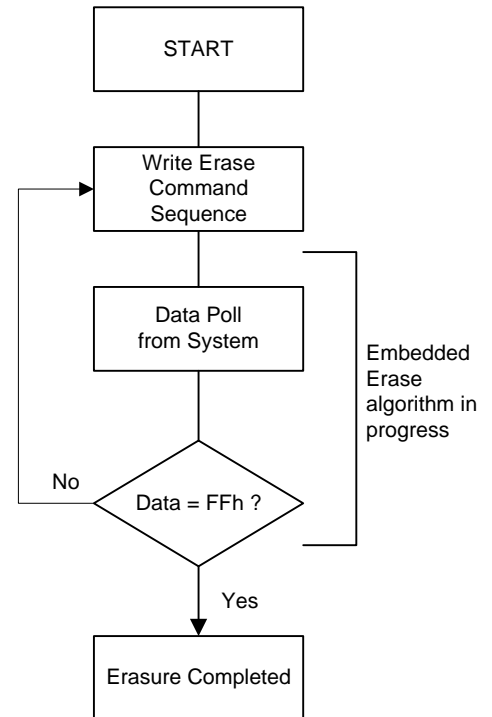 START
Write Erase
Command
Sequence
Data Poll
from System
Embedded
Erase
algorithm in
progress
No
Data = FFh ?
Yes
Erasure Completed